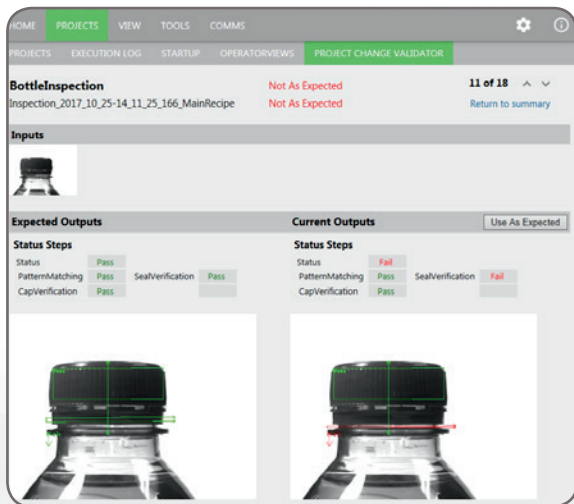 HOME PROJECTS VIEW TOOLS COMMS
PROJECTS EXECUTION LOG STARTUP OPERATORVIEWS PROJECT CHANGE VALIDATOR
BottleInspection Not As Expected 11 of 18
Inspection_2017_10_25-14_11_25_166_MainRecipe Not As Expected Return to summary
Inputs
Expected Outputs Current Outputs Use As Expected
Status Steps Status Steps
Status Pass Status Fail
PatternMatching Pass SealVerification Pass PatternMatching Pass SealVerification Fail
CapVerification Pass CapVerification Pass